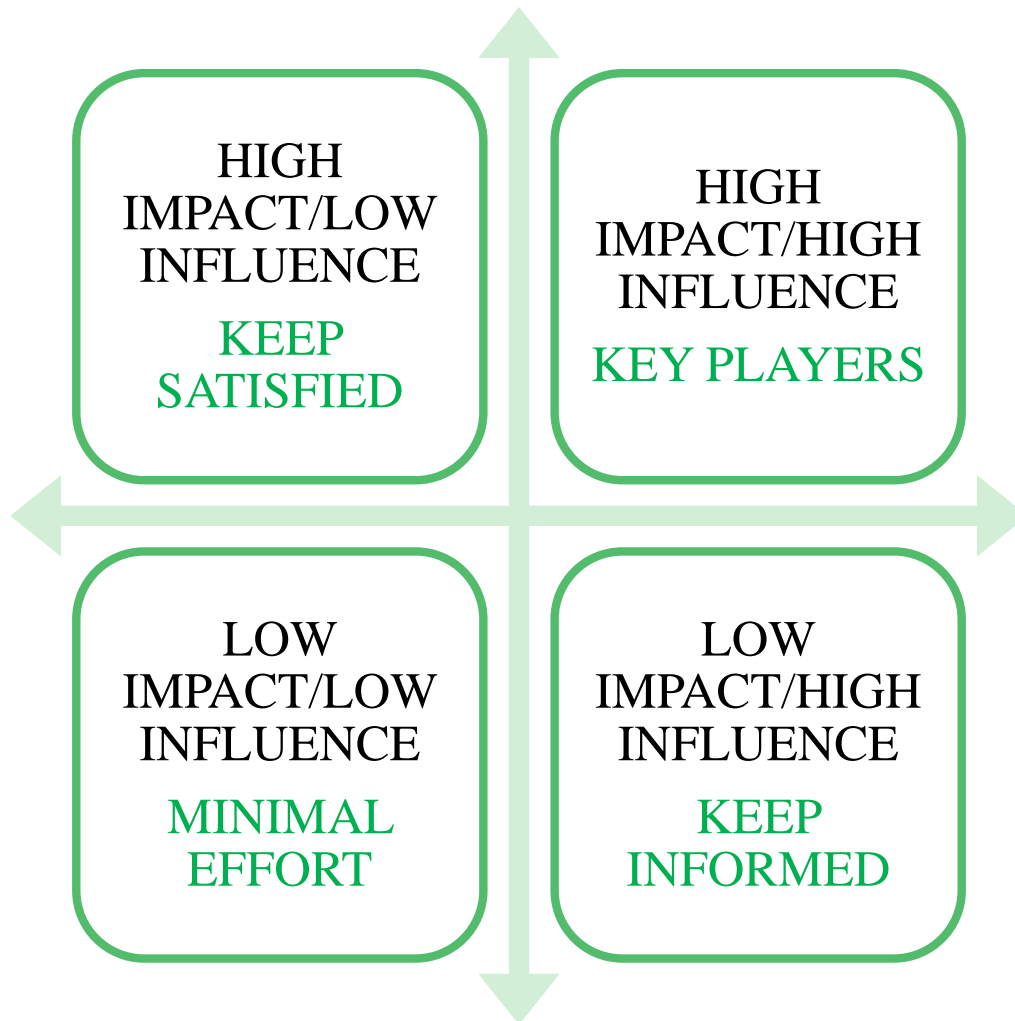 HIGH
IMPACT/LOW
INFLUENCE
KEEP
SATISFIED
HIGH
IMPACT/HIGH
INFLUENCE
KEY PLAYERS
LOW
IMPACT/LOW
INFLUENCE
MINIMAL
EFFORT
LOW
IMPACT/HIGH
INFLUENCE
KEEP
INFORMED